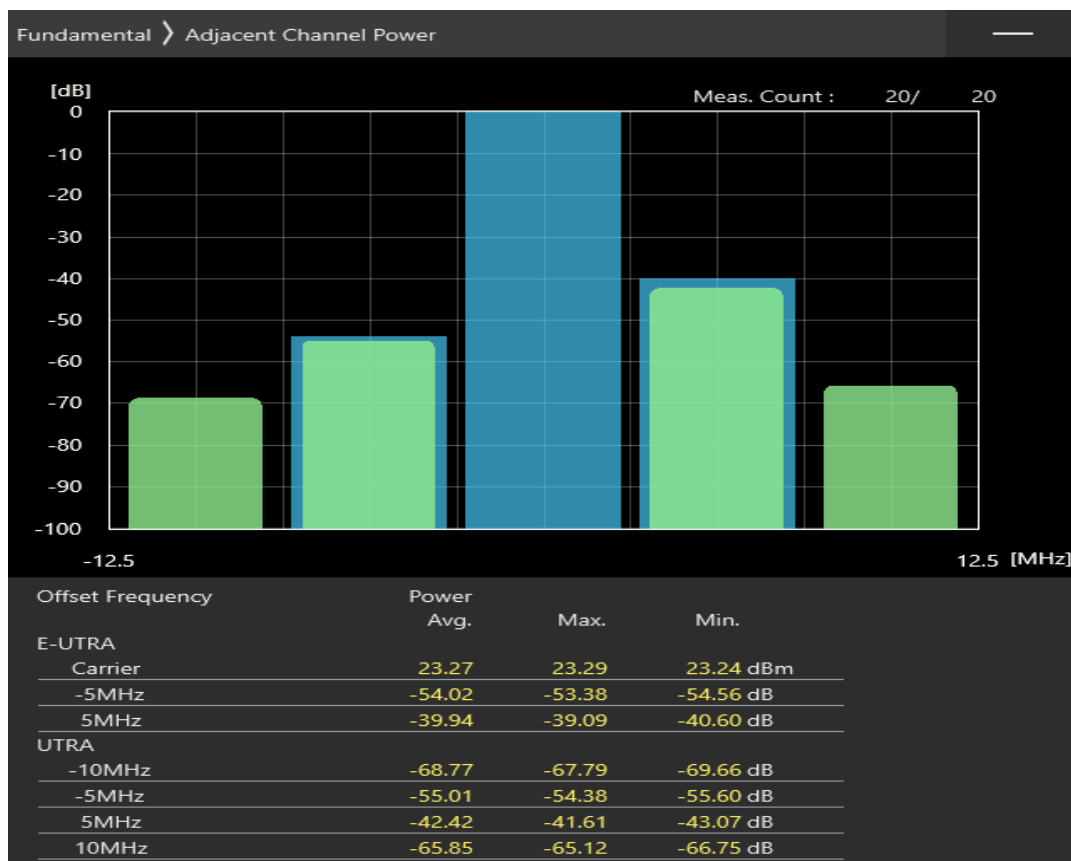 Fundamental ❯ Adjacent Channel Power
[dB]
Meas. Count : 20/ 20
0
-10
-20
-30
-40
-50
-60
-70
-80
-90
-100
-12.5 12.5 [MHz]
Offset Frequency Power
Avg. Max. Min.
E-UTRA
Carrier 23.27 23.29 23.24 dBm
-5MHz -54.02 -53.38 -54.56 dB
5MHz -39.94 -39.09 -40.60 dB
UTRA
-10MHz -68.77 -67.79 -69.66 dB
-5MHz -55.01 -54.38 -55.60 dB
5MHz -42.42 -41.61 -43.07 dB
10MHz -65.85 -65.12 -66.75 dB